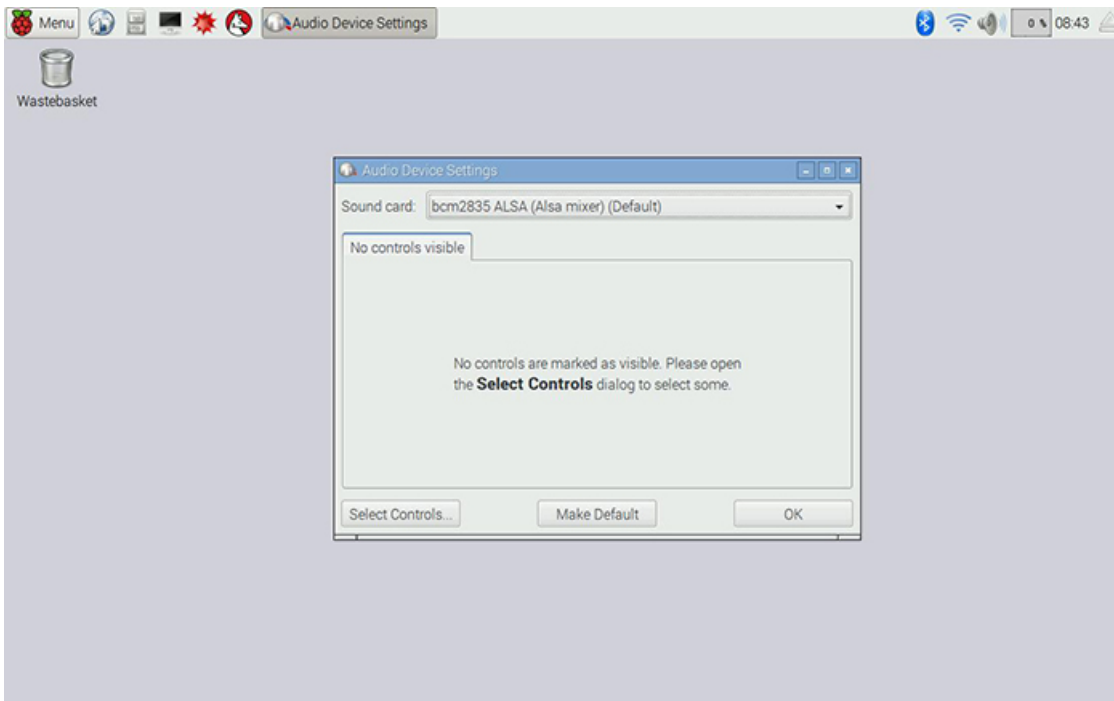 Menu
Audio Device Settings
0 %
08:43
Wastebasket
Audio Device Settings
Sound card: bcm2835 ALSA (Alsa mixer) (Default)
No controls visible
No controls are marked as visible. Please open
the Select Controls dialog to select some.
Select Controls...
Make Default
OK